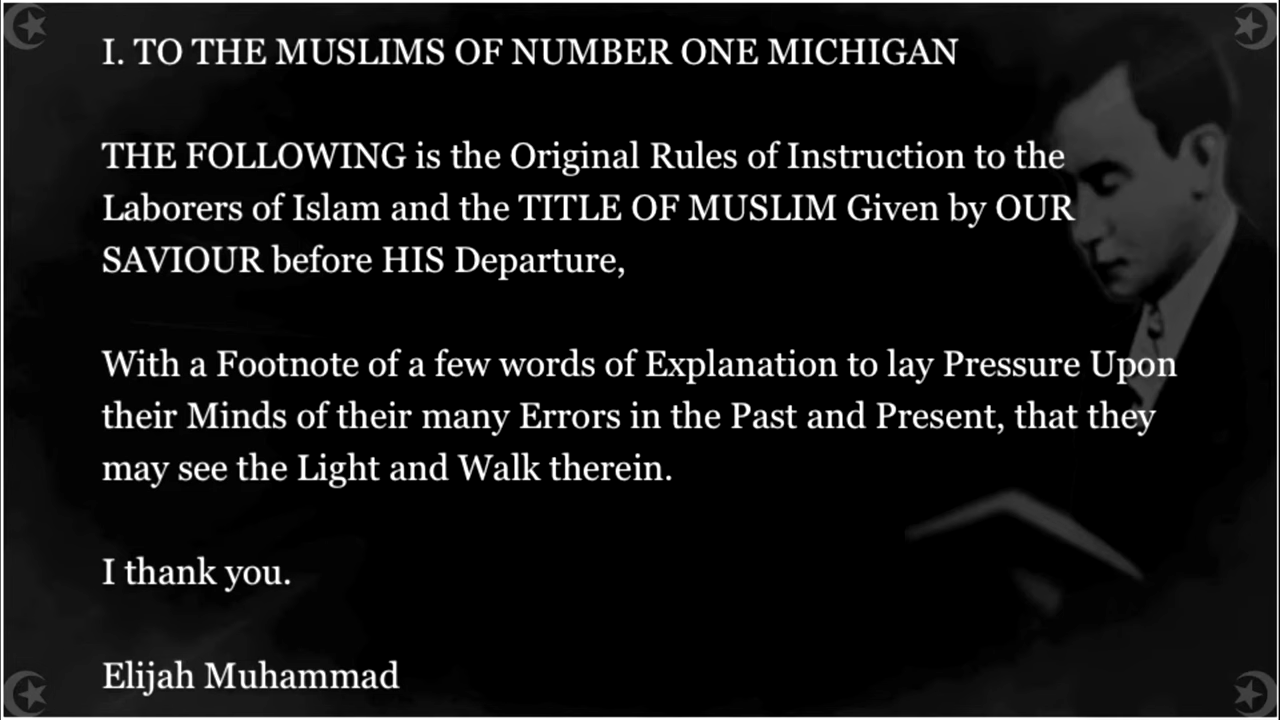 I. TO THE MUSLIMS OF NUMBER ONE MICHIGAN
THE FOLLOWING is the Original Rules of Instruction to the
Laborers of Islam and the TITLE OF MUSLIM Given by OUR
SAVIOUR before HIS Departure,
With a Footnote of a few words of Explanation to lay Pressure Upon
their Minds of their many Errors in the Past and Present, that they
may see the Light and Walk therein.
I thank you.
Elijah Muhammad